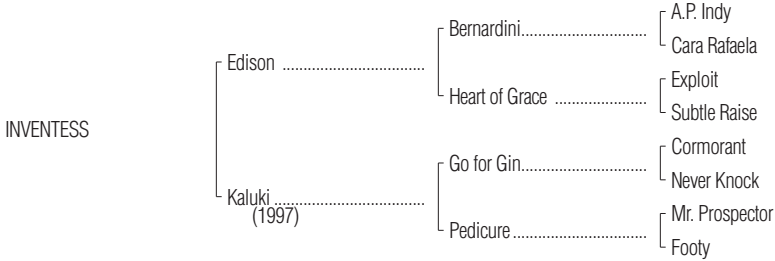 A.P. Indy
Bernardini..............................
Cara Rafaela
Edison ..................................
Exploit
Heart of Grace ......................
Subtle Raise
INVENTESS
Cormorant
Go for Gin..............................
Never Knock
Kaluki ....................................
(1997)
Mr. Prospector
Pedicure ................................
Footy